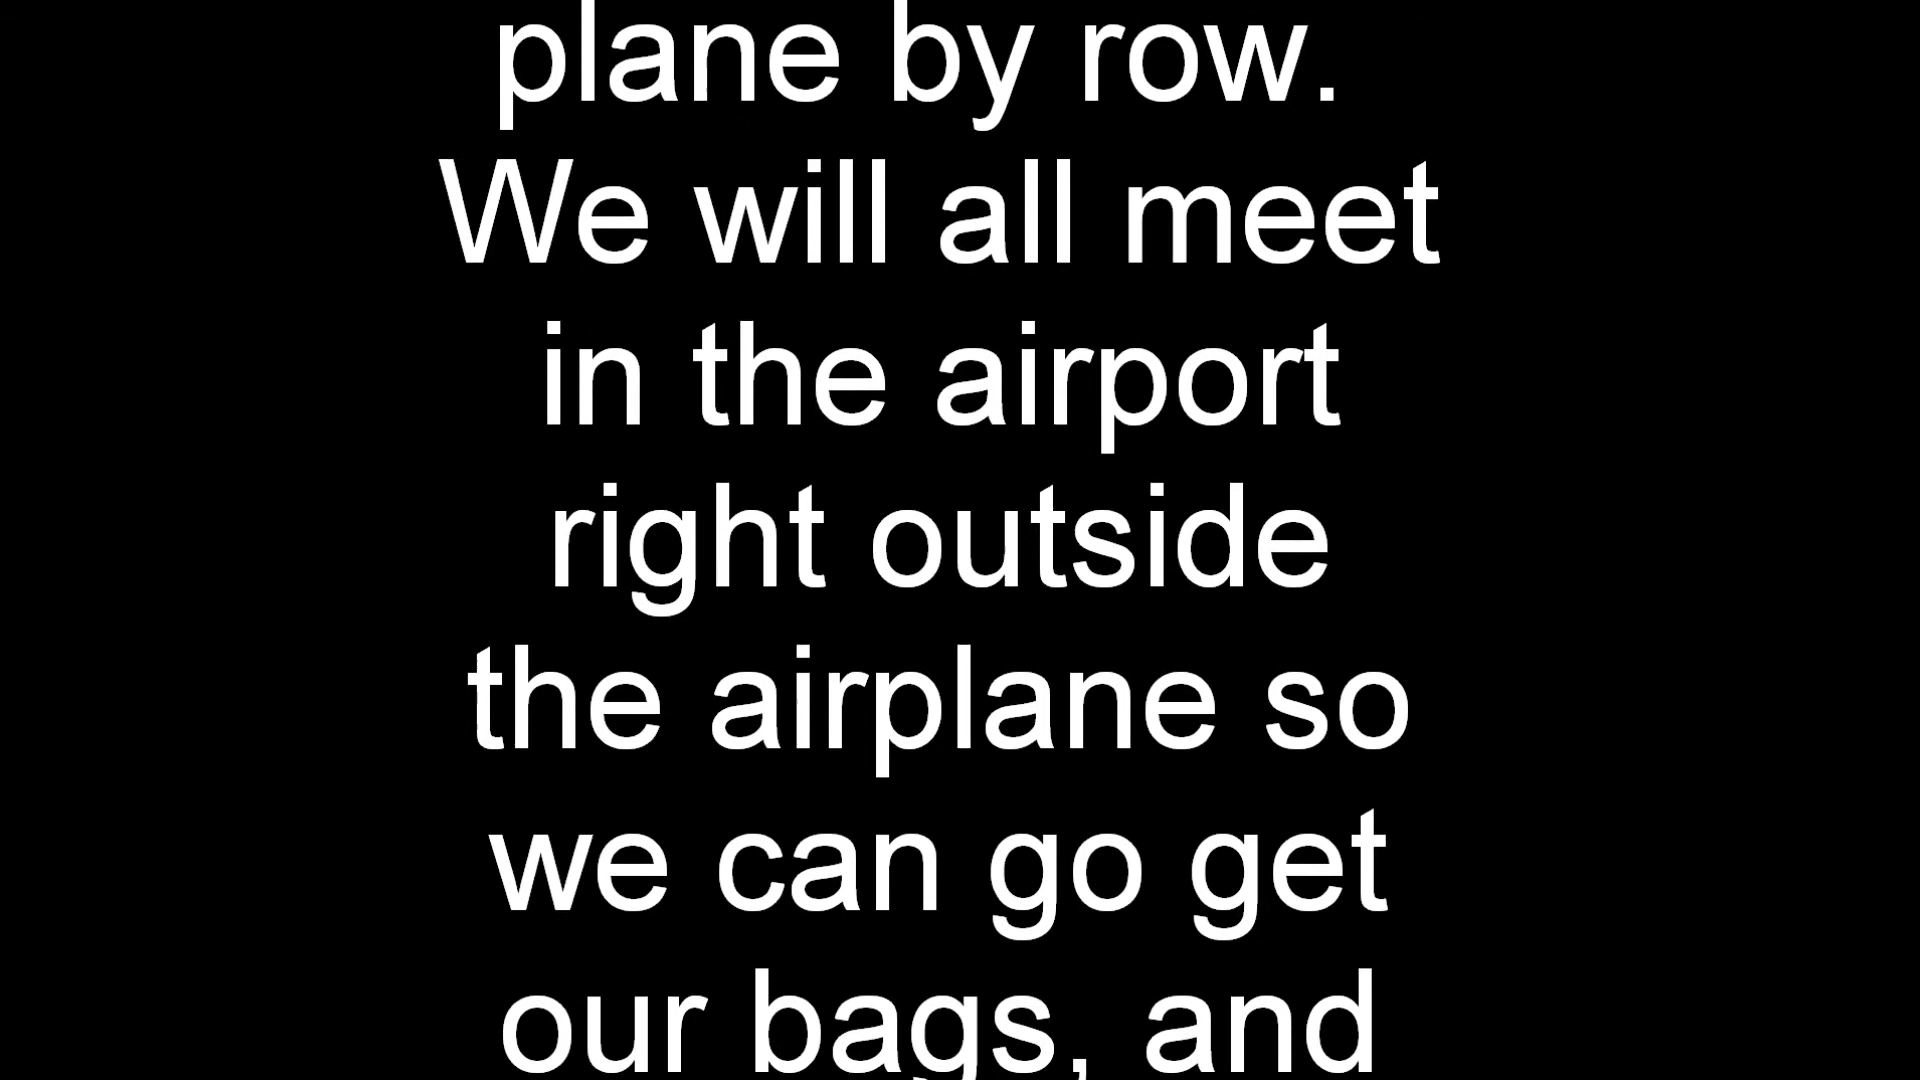 plane by row.
We will all meet
in the airport
right outside
the airplane so
we can go get
our bags, and